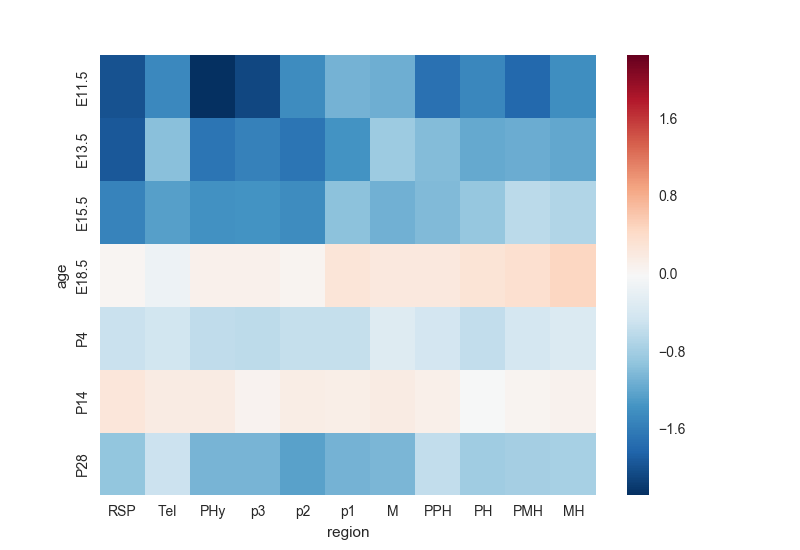 E11.5
E13.5
E15.5
E18.5
P4
P14
P28
age
RSP Tel PHy p3 p2 p1 M PPH PH PMH MH
region
1.6
0.8
0.0
−0.8
−1.6